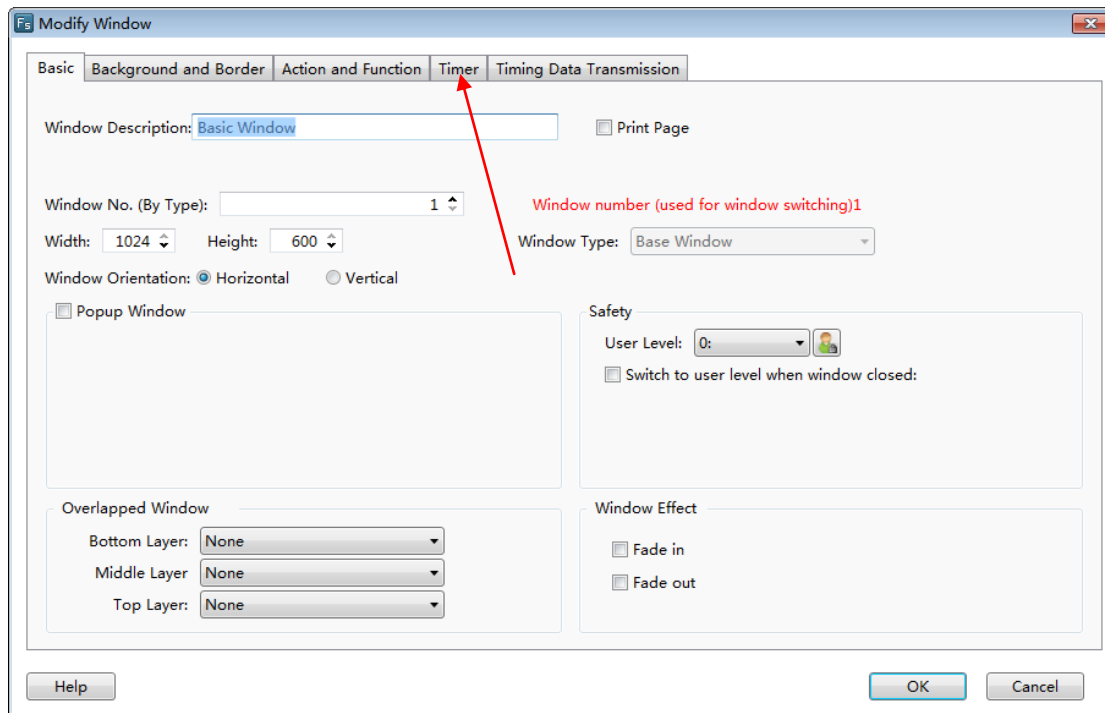 Fs Modify Window
Basic Background and Border Action and Function Timer Timing Data Transmission
Window Description: Basic Window Print Page
Window No. (By Type): 1 Window number (used for window switching)1
Width: 1024 Height: 600 Window Type: Base Window
Window Orientation: Horizontal Vertical
Popup Window
Safety
User Level: 0:
Switch to user level when window closed:
Overlapped Window
Bottom Layer: None
Middle Layer None
Top Layer: None
Window Effect
Fade in
Fade out
Help OK Cancel